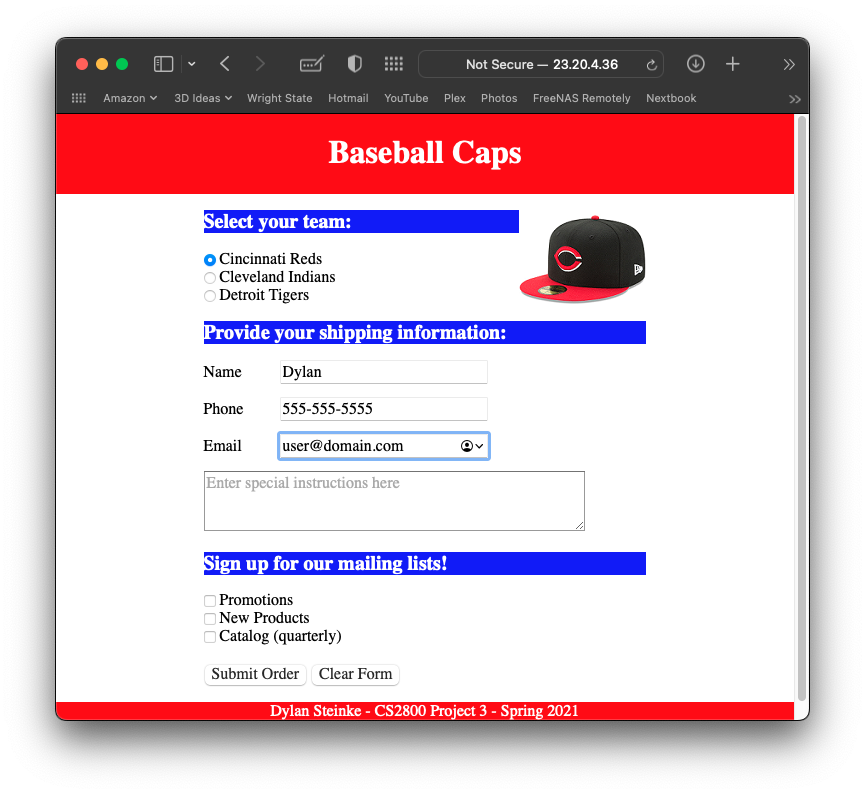 Not Secure — 23.20.4.36
Amazon 3D Ideas Wright State Hotmail YouTube Plex Photos FreeNAS Remotely Nextbook
Baseball Caps
Select your team:
Cincinnati Reds
Cleveland Indians
Detroit Tigers
Provide your shipping information:
Name Dylan
Phone 555-555-5555
Email user@domain.com
Enter special instructions here
Sign up for our mailing lists!
Promotions
New Products
Catalog (quarterly)
Submit Order Clear Form
Dylan Steinke - CS2800 Project 3 - Spring 2021